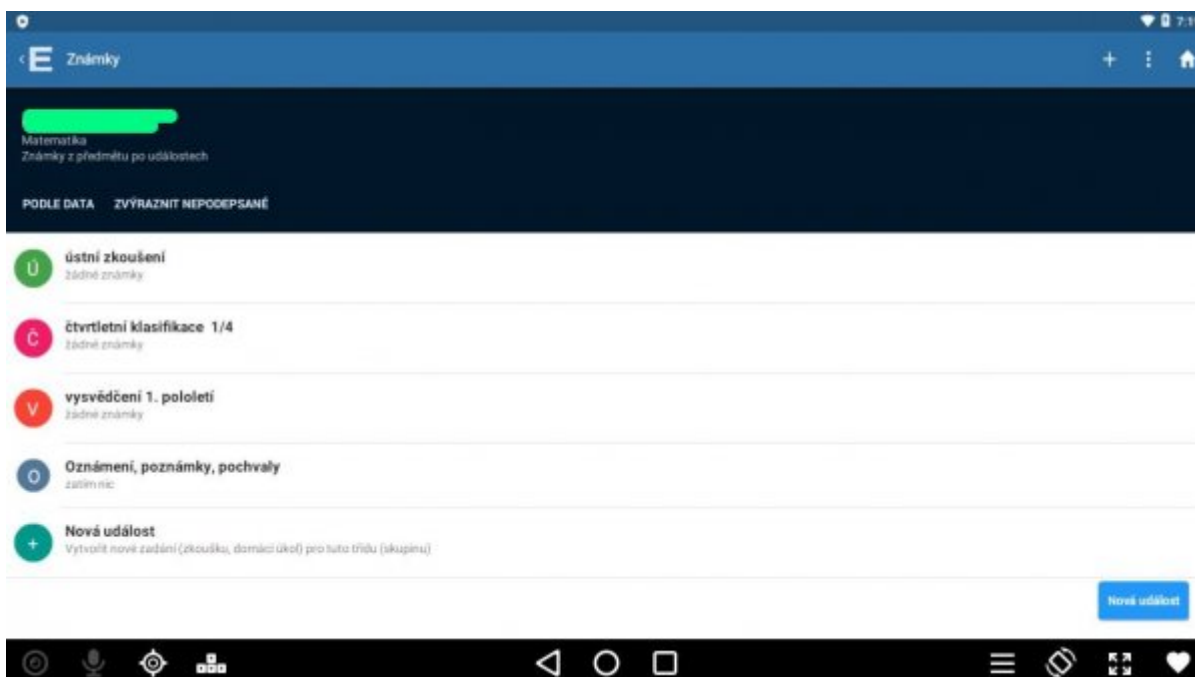 7:1
E Známky
Matematika
Známky z předmětu po událostech
PODLE DATA ZVÝRAZNIT NEPODEPSANÉ
Ú ústní zkoušení
žádné známky
Č čtvrtletní klasifikace 1/4
žádné známky
V vysvědčení 1. pololetí
žádné známky
O Oznámení, poznámky, pochvaly
zatím nic
+ Nová událost
Vytvořit nové zadání (zkoušku, domácí úkol) pro tuto třídu (skupinu)
Nová událost